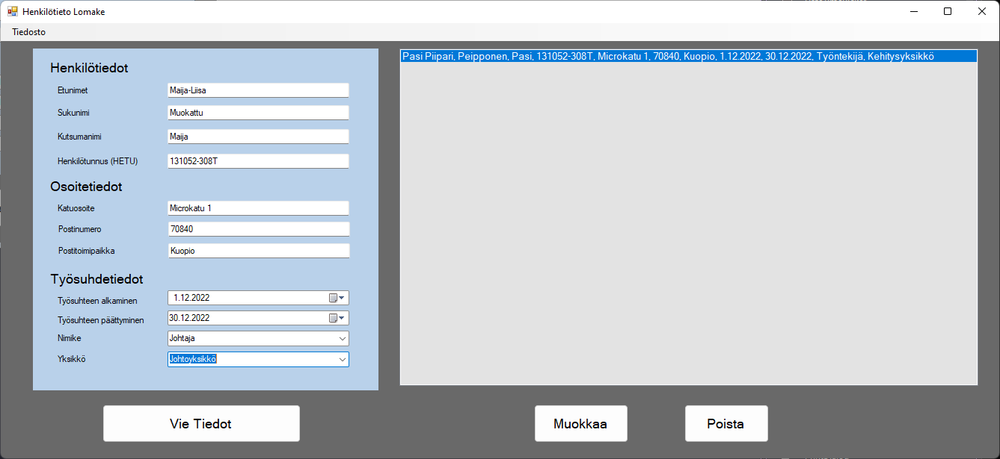 Henkilötieto Lomake
Tiedosto
Henkilötiedot
Etunimet Maija-Liisa
Sukunimi Muokattu
Kutsumanimi Maija
Henkilötunnus (HETU) 131052-308T
Osoitetiedot
Katuosoite Microkatu 1
Postinumero 70840
Postitoimipaikka Kuopio
Työsuhdetiedot
Työsuhteen alkaminen 1.12.2022
Työsuhteen päättyminen 30.12.2022
Nimike Johtaja
Yksikkö Johtoyksikkö
Vie Tiedot
Pasi Piipari, Peipponen, Pasi, 131052-308T, Microkatu 1, 70840, Kuopio, 1.12.2022, 30.12.2022, Työntekijä, Kehitysyksikkö
Muokkaa Poista